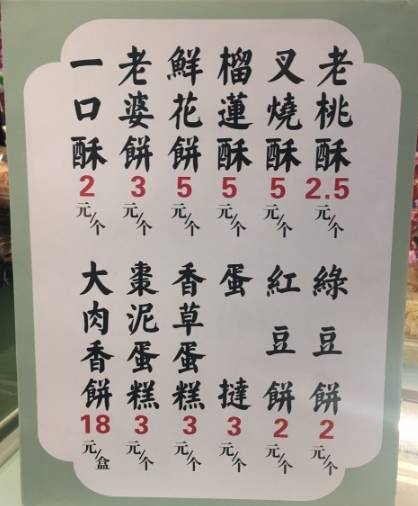 老桃酥
2.5
元/个
叉燒酥
5
元/个
榴蓮酥
5
元/个
鮮花餅
5
元/个
老婆餅
3
元/个
一口酥
2
元/个
綠豆餅
2
元/个
紅豆餅
2
元/个
蛋撻
3
元/个
香草蛋糕
3
元/个
棗泥蛋糕
3
元/个
大肉香餅
18
元/盒